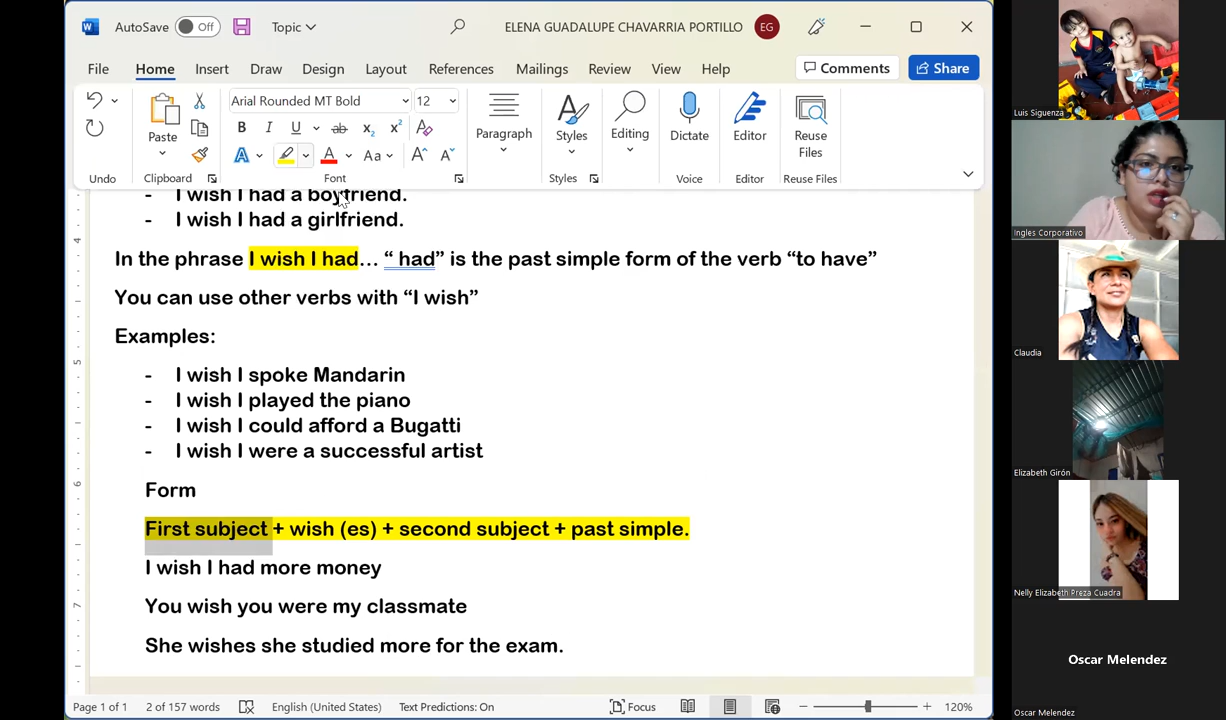 AutoSave Off Topic ELENA GUADALUPE CHAVARRIA PORTILLO EG
File Home Insert Draw Design Layout References Mailings Review View Help Comments Share
Arial Rounded MT Bold 12
Paste Paragraph Styles Editing Dictate Editor Reuse Files
Undo Clipboard Font Styles Voice Editor Reuse Files
- I wish I had a boyfriend.
- I wish I had a girlfriend.
In the phrase I wish I had… “ had” is the past simple form of the verb “to have”
You can use other verbs with “I wish”
Examples:
- I wish I spoke Mandarin
- I wish I played the piano
- I wish I could afford a Bugatti
- I wish I were a successful artist
Form
First subject + wish (es) + second subject + past simple.
I wish I had more money
You wish you were my classmate
She wishes she studied more for the exam.
Page 1 of 1 2 of 157 words English (United States) Text Predictions: On Focus 120%
Luis Siguenza
Ingles Corporativo
Claudia
Elizabeth Girón
Nelly Elizabeth Preza Cuadra
Oscar Melendez
Oscar Melendez